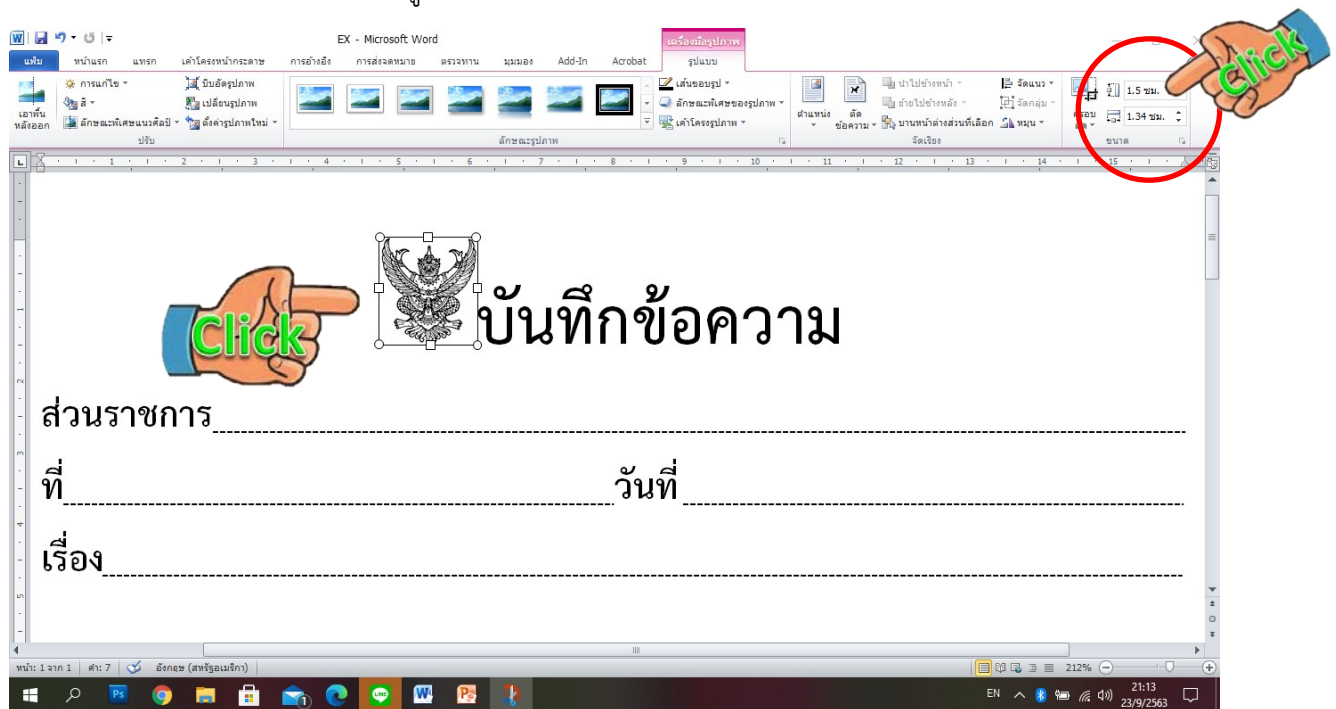 EX - Microsoft Word
เครื่องมือรูปภาพ
แฟ้ม หน้าแรก แทรก เค้าโครงหน้ากระดาษ การอ้างอิง การส่งจดหมาย ตรวจทาน มุมมอง Add-In Acrobat รูปแบบ
เอาพื้นหลังออก
การแก้ไข
สี
ลักษณะพิเศษแนวศิลป์
บีบอัดรูปภาพ
เปลี่ยนรูปภาพ
ตั้งค่ารูปภาพใหม่
ปรับ
เส้นขอบรูป
ลักษณะพิเศษของรูปภาพ
เค้าโครงรูปภาพ
ลักษณะรูปภาพ
ตำแหน่ง
ตัดข้อความ
นำไปข้างหน้า
ย้ายไปข้างหลัง
บานหน้าต่างส่วนที่เลือก
จัดแนว
จัดกลุ่ม
หมุน
จัดเรียง
1.5 ซม.
1.34 ซม.
ขนาด
Click
L 1 2 3 4 5 6 7 8 9 10 11 12 13 14 15
Click
บันทึกข้อความ
ส่วนราชการ
ที่ วันที่
เรื่อง
หน้า: 1 จาก 1 คำ: 7 อังกฤษ (สหรัฐอเมริกา) 212%
Ps LINE W P EN 21:13
23/9/2563